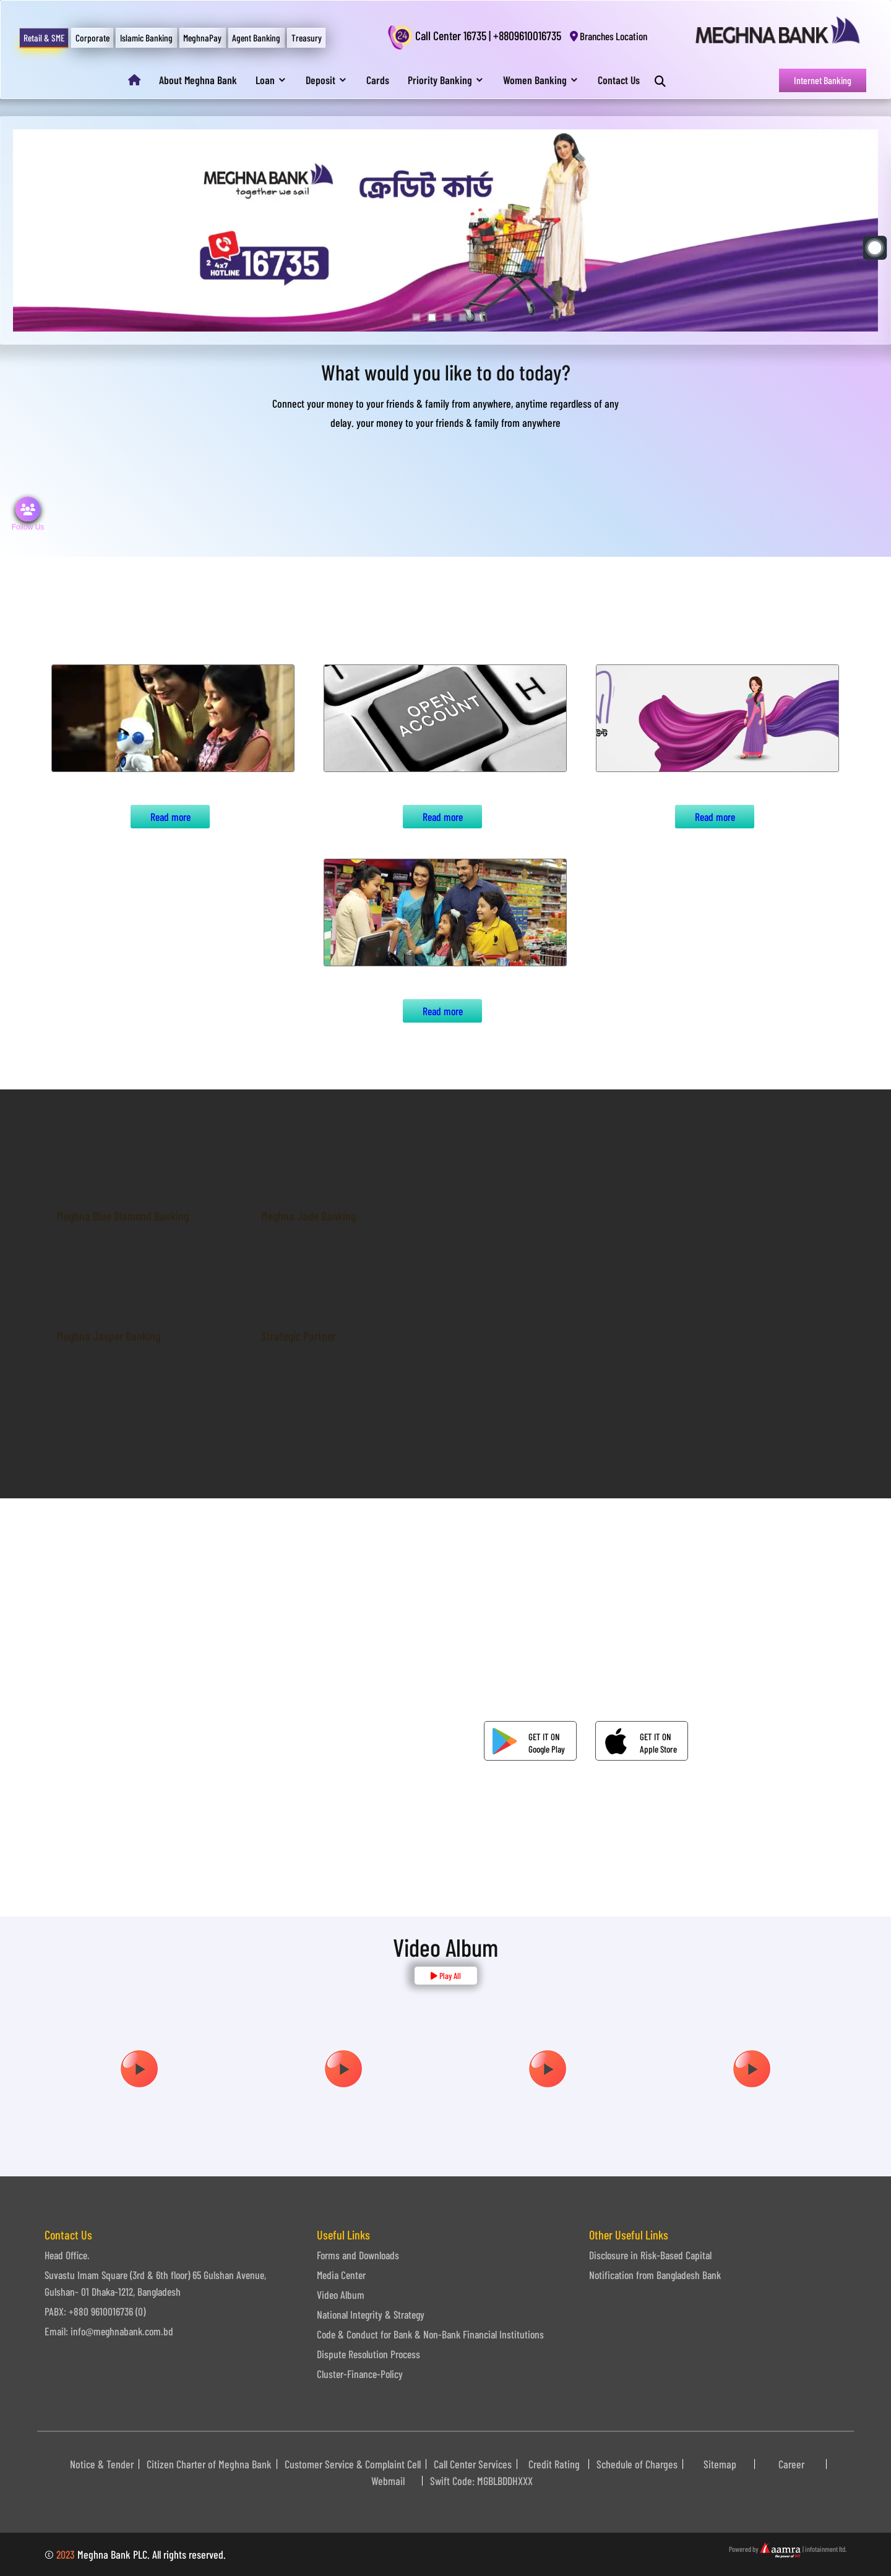 Retail & SME
Corporate
Islamic Banking
MeghnaPay
Agent Banking
Treasury
24
Call Center 16735 | +8809610016735
Branches Location
MEGHNA BANK
About Meghna Bank
Loan
Deposit
Cards
Priority Banking
Women Banking
Contact Us
Internet Banking
MEGHNA BANK
together we sail
ক্রেডিট কার্ড
24x7
HOTLINE
16735
What would you like to do today?
Connect your money to your friends & family from anywhere, anytime regardless of any
delay. your money to your friends & family from anywhere
Follow Us
OPEN
ACCOUNT
H
Read more
Read more
Read more
Read more
Meghna Blue Diamond Banking
Meghna Jade Banking
Meghna Jasper Banking
Strategic Partner
GET IT ON
Google Play
GET IT ON
Apple Store
Video Album
Play All
Contact Us
Head Office.
Suvastu Imam Square (3rd & 6th floor) 65 Gulshan Avenue,
Gulshan- 01 Dhaka-1212, Bangladesh
PABX: +880 9610016736 (0)
Email: info@meghnabank.com.bd
Useful Links
Forms and Downloads
Media Center
Video Album
National Integrity & Strategy
Code & Conduct for Bank & Non-Bank Financial Institutions
Dispute Resolution Process
Cluster-Finance-Policy
Other Useful Links
Disclosure in Risk-Based Capital
Notification from Bangladesh Bank
Notice & Tender | Citizen Charter of Meghna Bank | Customer Service & Complaint Cell | Call Center Services | Credit Rating | Schedule of Charges | Sitemap | Career |
Webmail | Swift Code: MGBLBDDHXXX
© 2023 Meghna Bank PLC. All rights reserved.
Powered by aamra | infotainment ltd.